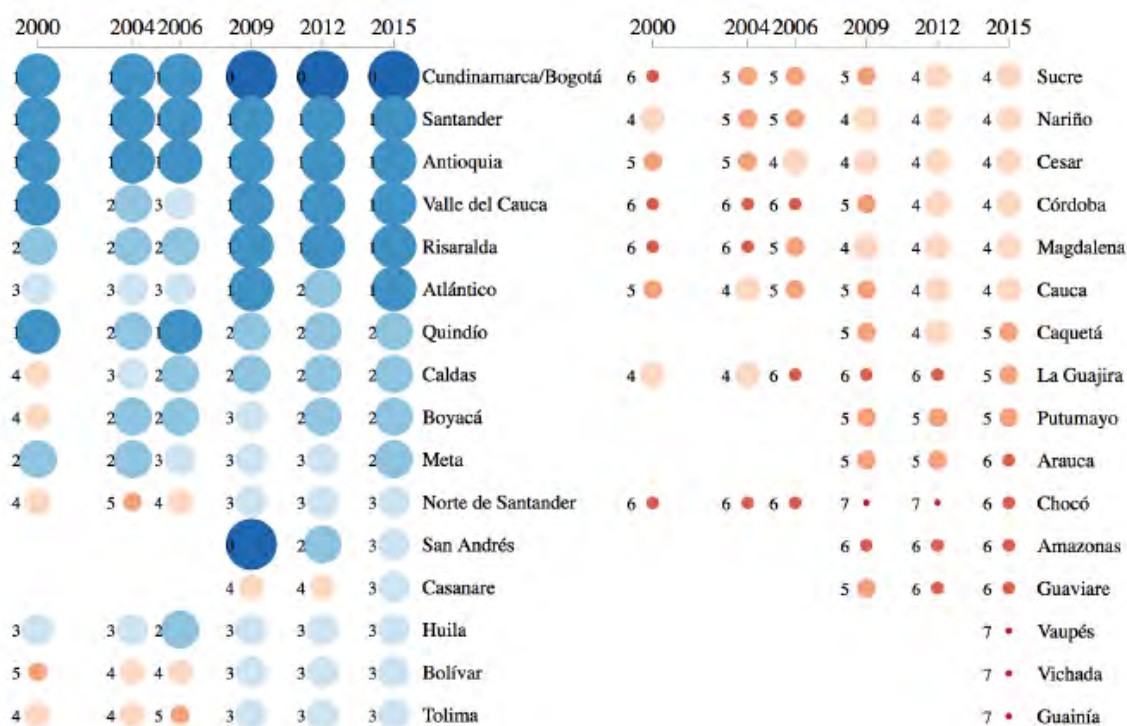 2000 2004 2006 2009 2012 2015 2000 2004 2006 2009 2012 2015
1 1 1 0 0 0 Cundinamarca/Bogotá 6 5 5 5 4 4 Sucre
1 1 1 1 1 1 Santander 4 5 5 4 4 4 Nariño
1 1 1 1 1 1 Antioquia 5 5 4 4 4 4 Cesar
1 2 3 1 1 1 Valle del Cauca 6 6 6 5 4 4 Córdoba
2 2 2 1 1 1 Risaralda 6 6 5 4 4 4 Magdalena
3 3 3 1 2 1 Atlántico 5 4 5 5 4 4 Cauca
1 2 1 2 2 2 Quindío 5 4 5 Caquetá
4 3 2 2 2 2 Caldas 4 4 6 6 6 5 La Guajira
4 2 2 3 2 2 Boyacá 5 5 5 Putumayo
2 2 3 3 3 2 Meta 5 5 6 Arauca
4 5 4 3 3 3 Norte de Santander 6 6 6 7 7 6 Chocó
0 2 3 San Andrés 6 6 6 Amazonas
4 4 3 Casanare 5 6 6 Guaviare
3 3 2 3 3 3 Huila 7 Vaupés
5 4 4 3 3 3 Bolívar 7 Vichada
4 4 5 3 3 3 Tolima 7 Guainía